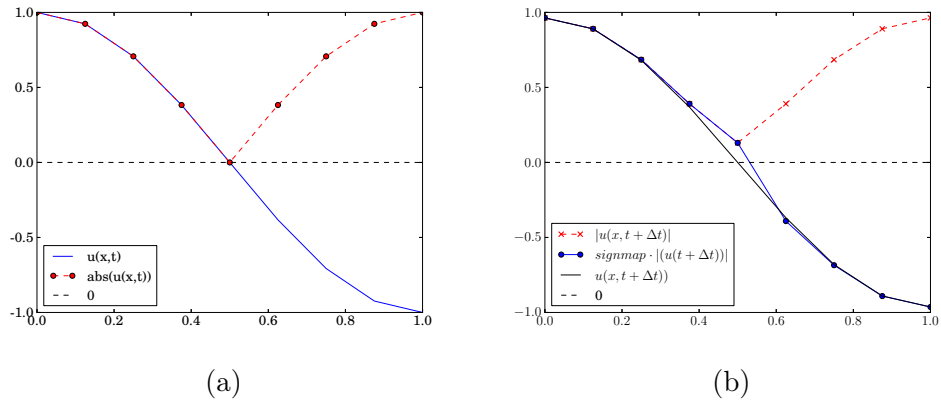 1.0
0.5
0.0
-0.5
-1.0
0.0 0.2 0.4 0.6 0.8 1.0
u(x,t)
abs(u(x,t))
0
(a)
1.0
0.5
0.0
−0.5
−1.0
0.0 0.2 0.4 0.6 0.8 1.0
|u(x, t + Δt)|
signmap · |(u(t + Δt))|
u(x, t + Δt))
0
(b)